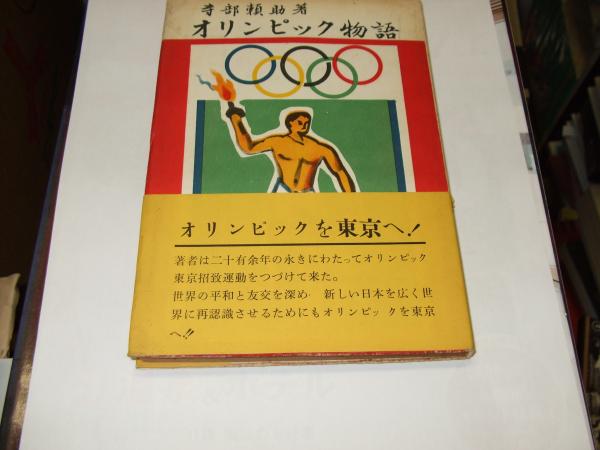 寺部頼助著
オリンピック物語
オリンピックを東京へ!
著者は二十有余年の永きにわたってオリンピック
東京招致運動をつづけて来た。
世界の平和と友交を深め 新しい日本を広く世
界に再認識させるためにもオリンピックを東京
へ!!